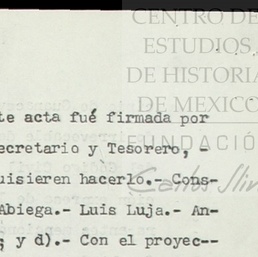 CENTRO DE
ESTUDIOS
DE HISTORIA
DE MEXICO
FUNDACIÓN
te acta fué firmada por
ecretario y Tesorero, -
uisieren hacerlo.- Cons-
Abiega.- Luis Luja.- An-
; y d).- Con el proyec--